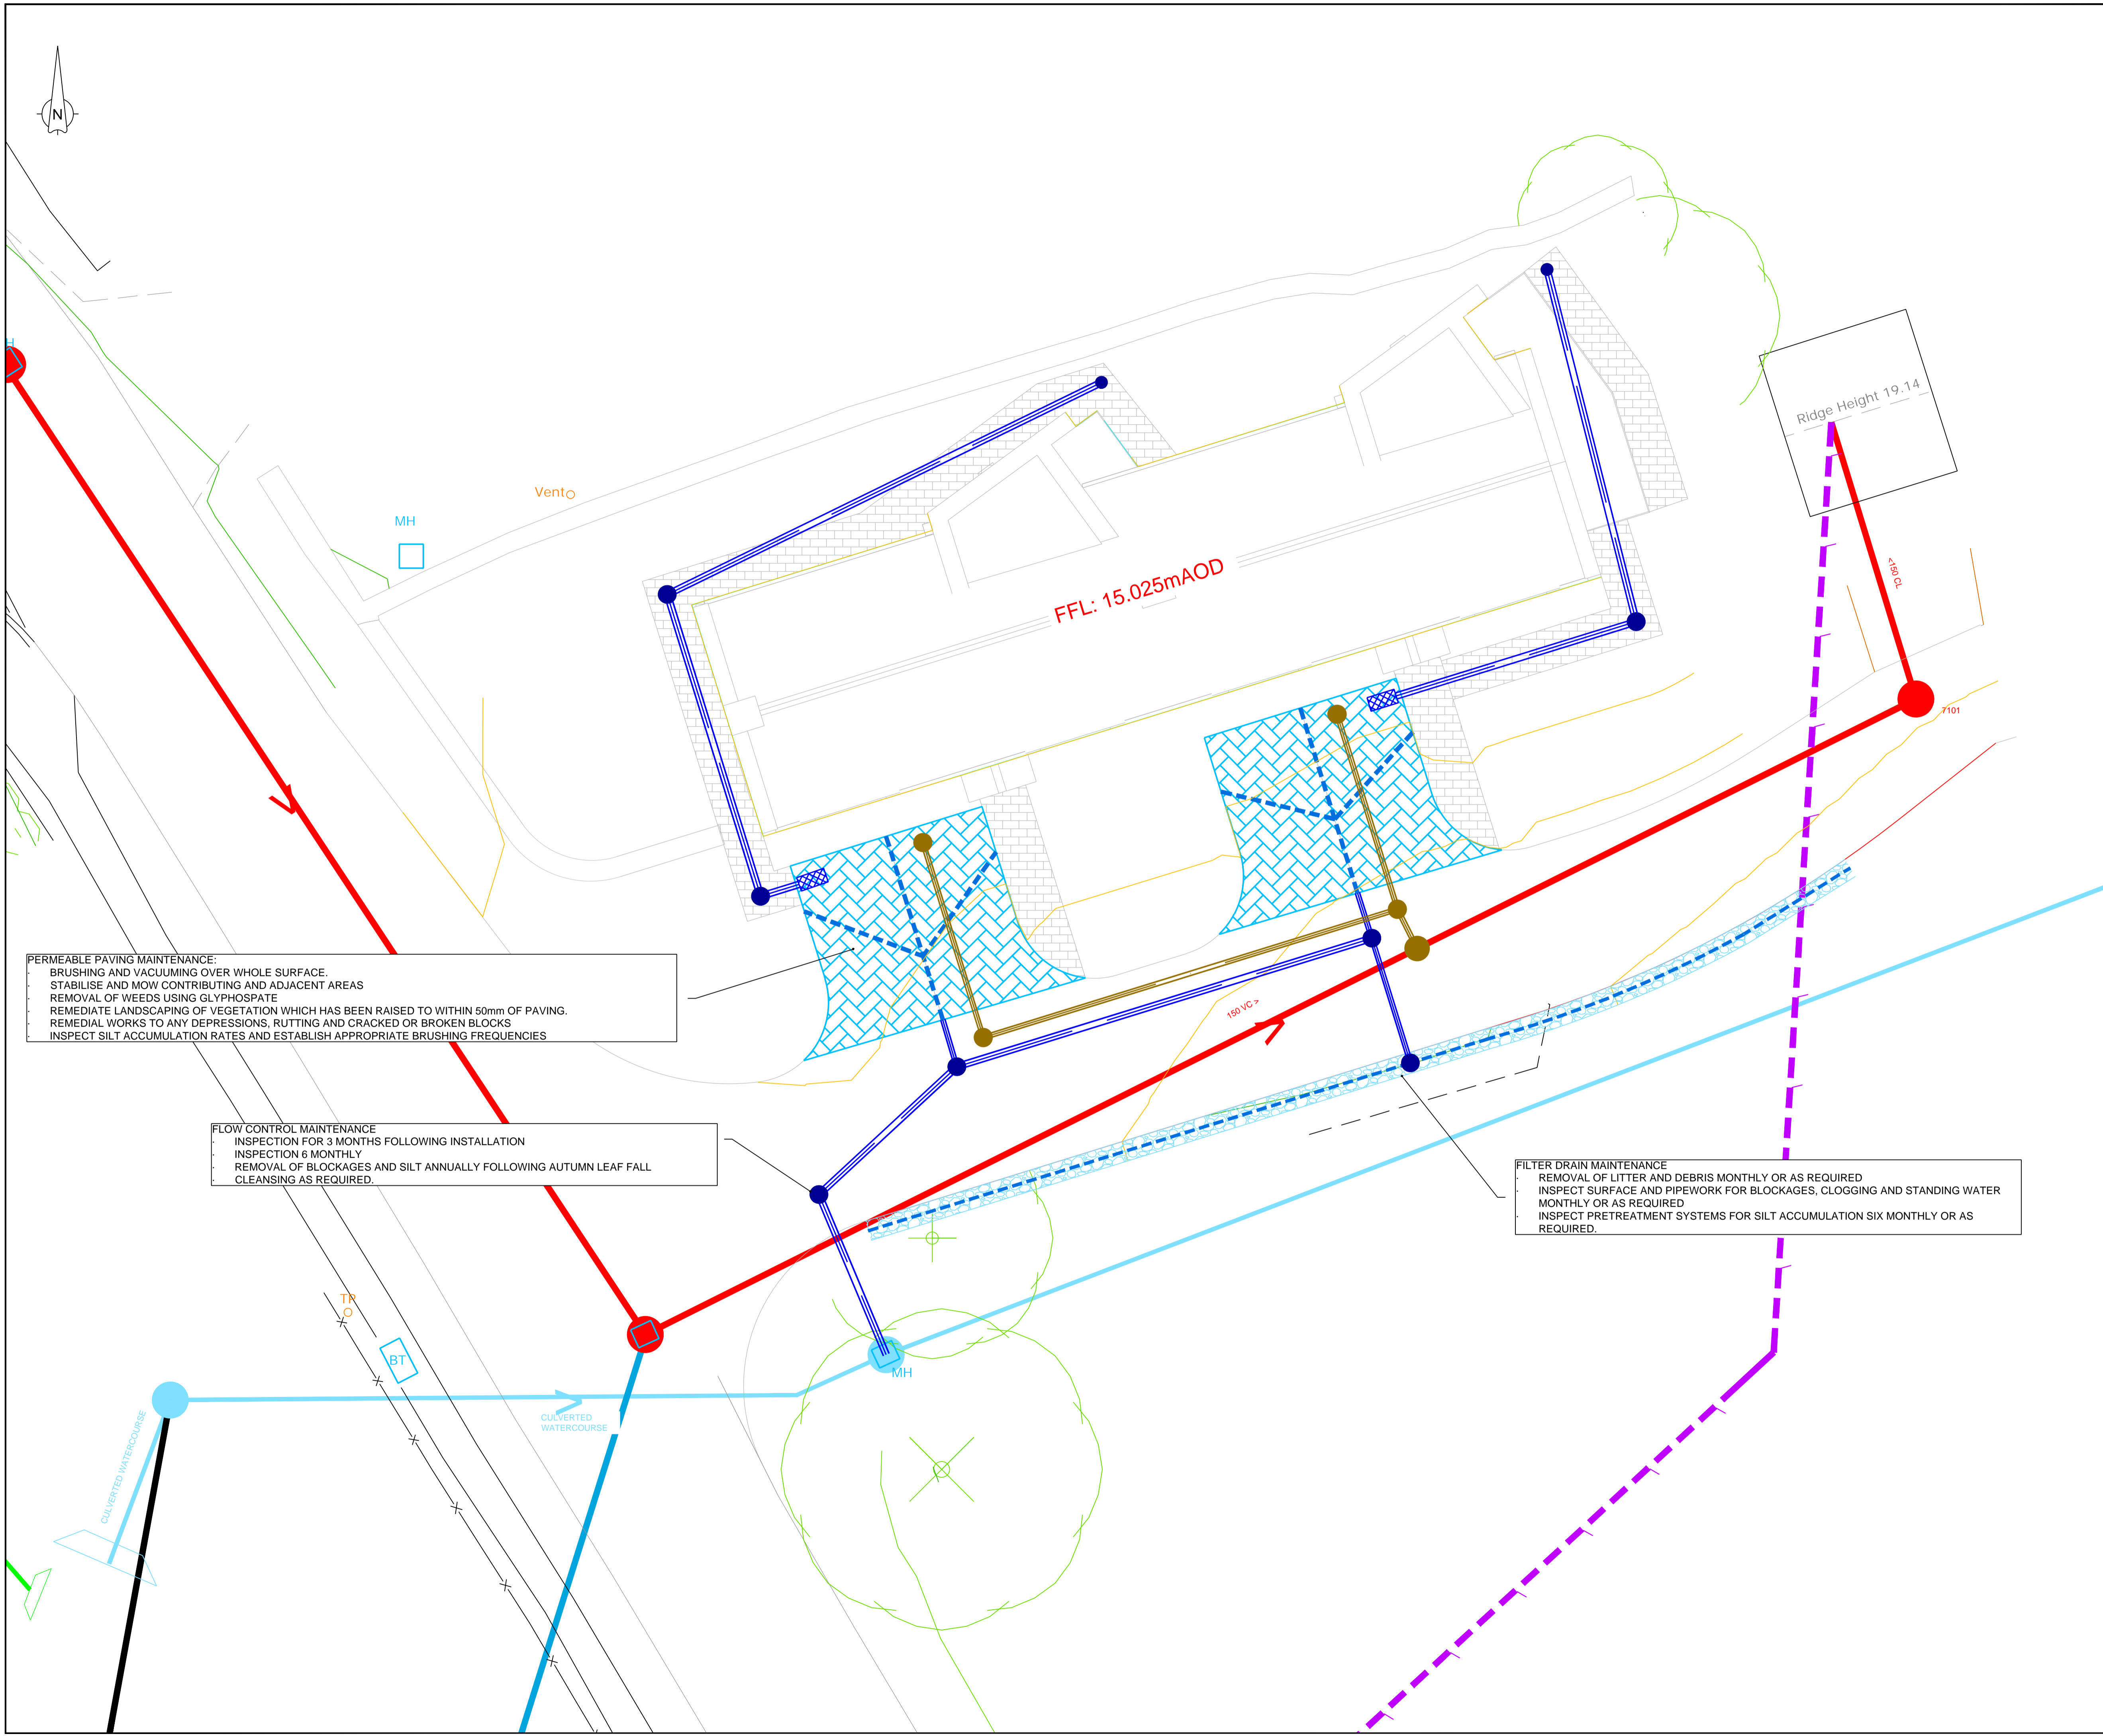 N
H
Ridge Height 19.14
Vento
MH
FFL: 15.025mAOD
<150 CL
7101
PERMEABLE PAVING MAINTENANCE:
· BRUSHING AND VACUUMING OVER WHOLE SURFACE.
· STABILISE AND MOW CONTRIBUTING AND ADJACENT AREAS
· REMOVAL OF WEEDS USING GLYPHOSPATE
· REMEDIATE LANDSCAPING OF VEGETATION WHICH HAS BEEN RAISED TO WITHIN 50mm OF PAVING.
· REMEDIAL WORKS TO ANY DEPRESSIONS, RUTTING AND CRACKED OR BROKEN BLOCKS
· INSPECT SILT ACCUMULATION RATES AND ESTABLISH APPROPRIATE BRUSHING FREQUENCIES
150 VC >
FLOW CONTROL MAINTENANCE
· INSPECTION FOR 3 MONTHS FOLLOWING INSTALLATION
· INSPECTION 6 MONTHLY
· REMOVAL OF BLOCKAGES AND SILT ANNUALLY FOLLOWING AUTUMN LEAF FALL
· CLEANSING AS REQUIRED.
FILTER DRAIN MAINTENANCE
· REMOVAL OF LITTER AND DEBRIS MONTHLY OR AS REQUIRED
· INSPECT SURFACE AND PIPEWORK FOR BLOCKAGES, CLOGGING AND STANDING WATER
MONTHLY OR AS REQUIRED
· INSPECT PRETREATMENT SYSTEMS FOR SILT ACCUMULATION SIX MONTHLY OR AS
REQUIRED.
TP
BT
MH
CULVERTED
WATERCOURSE
CULVERTED WATERCOURSE